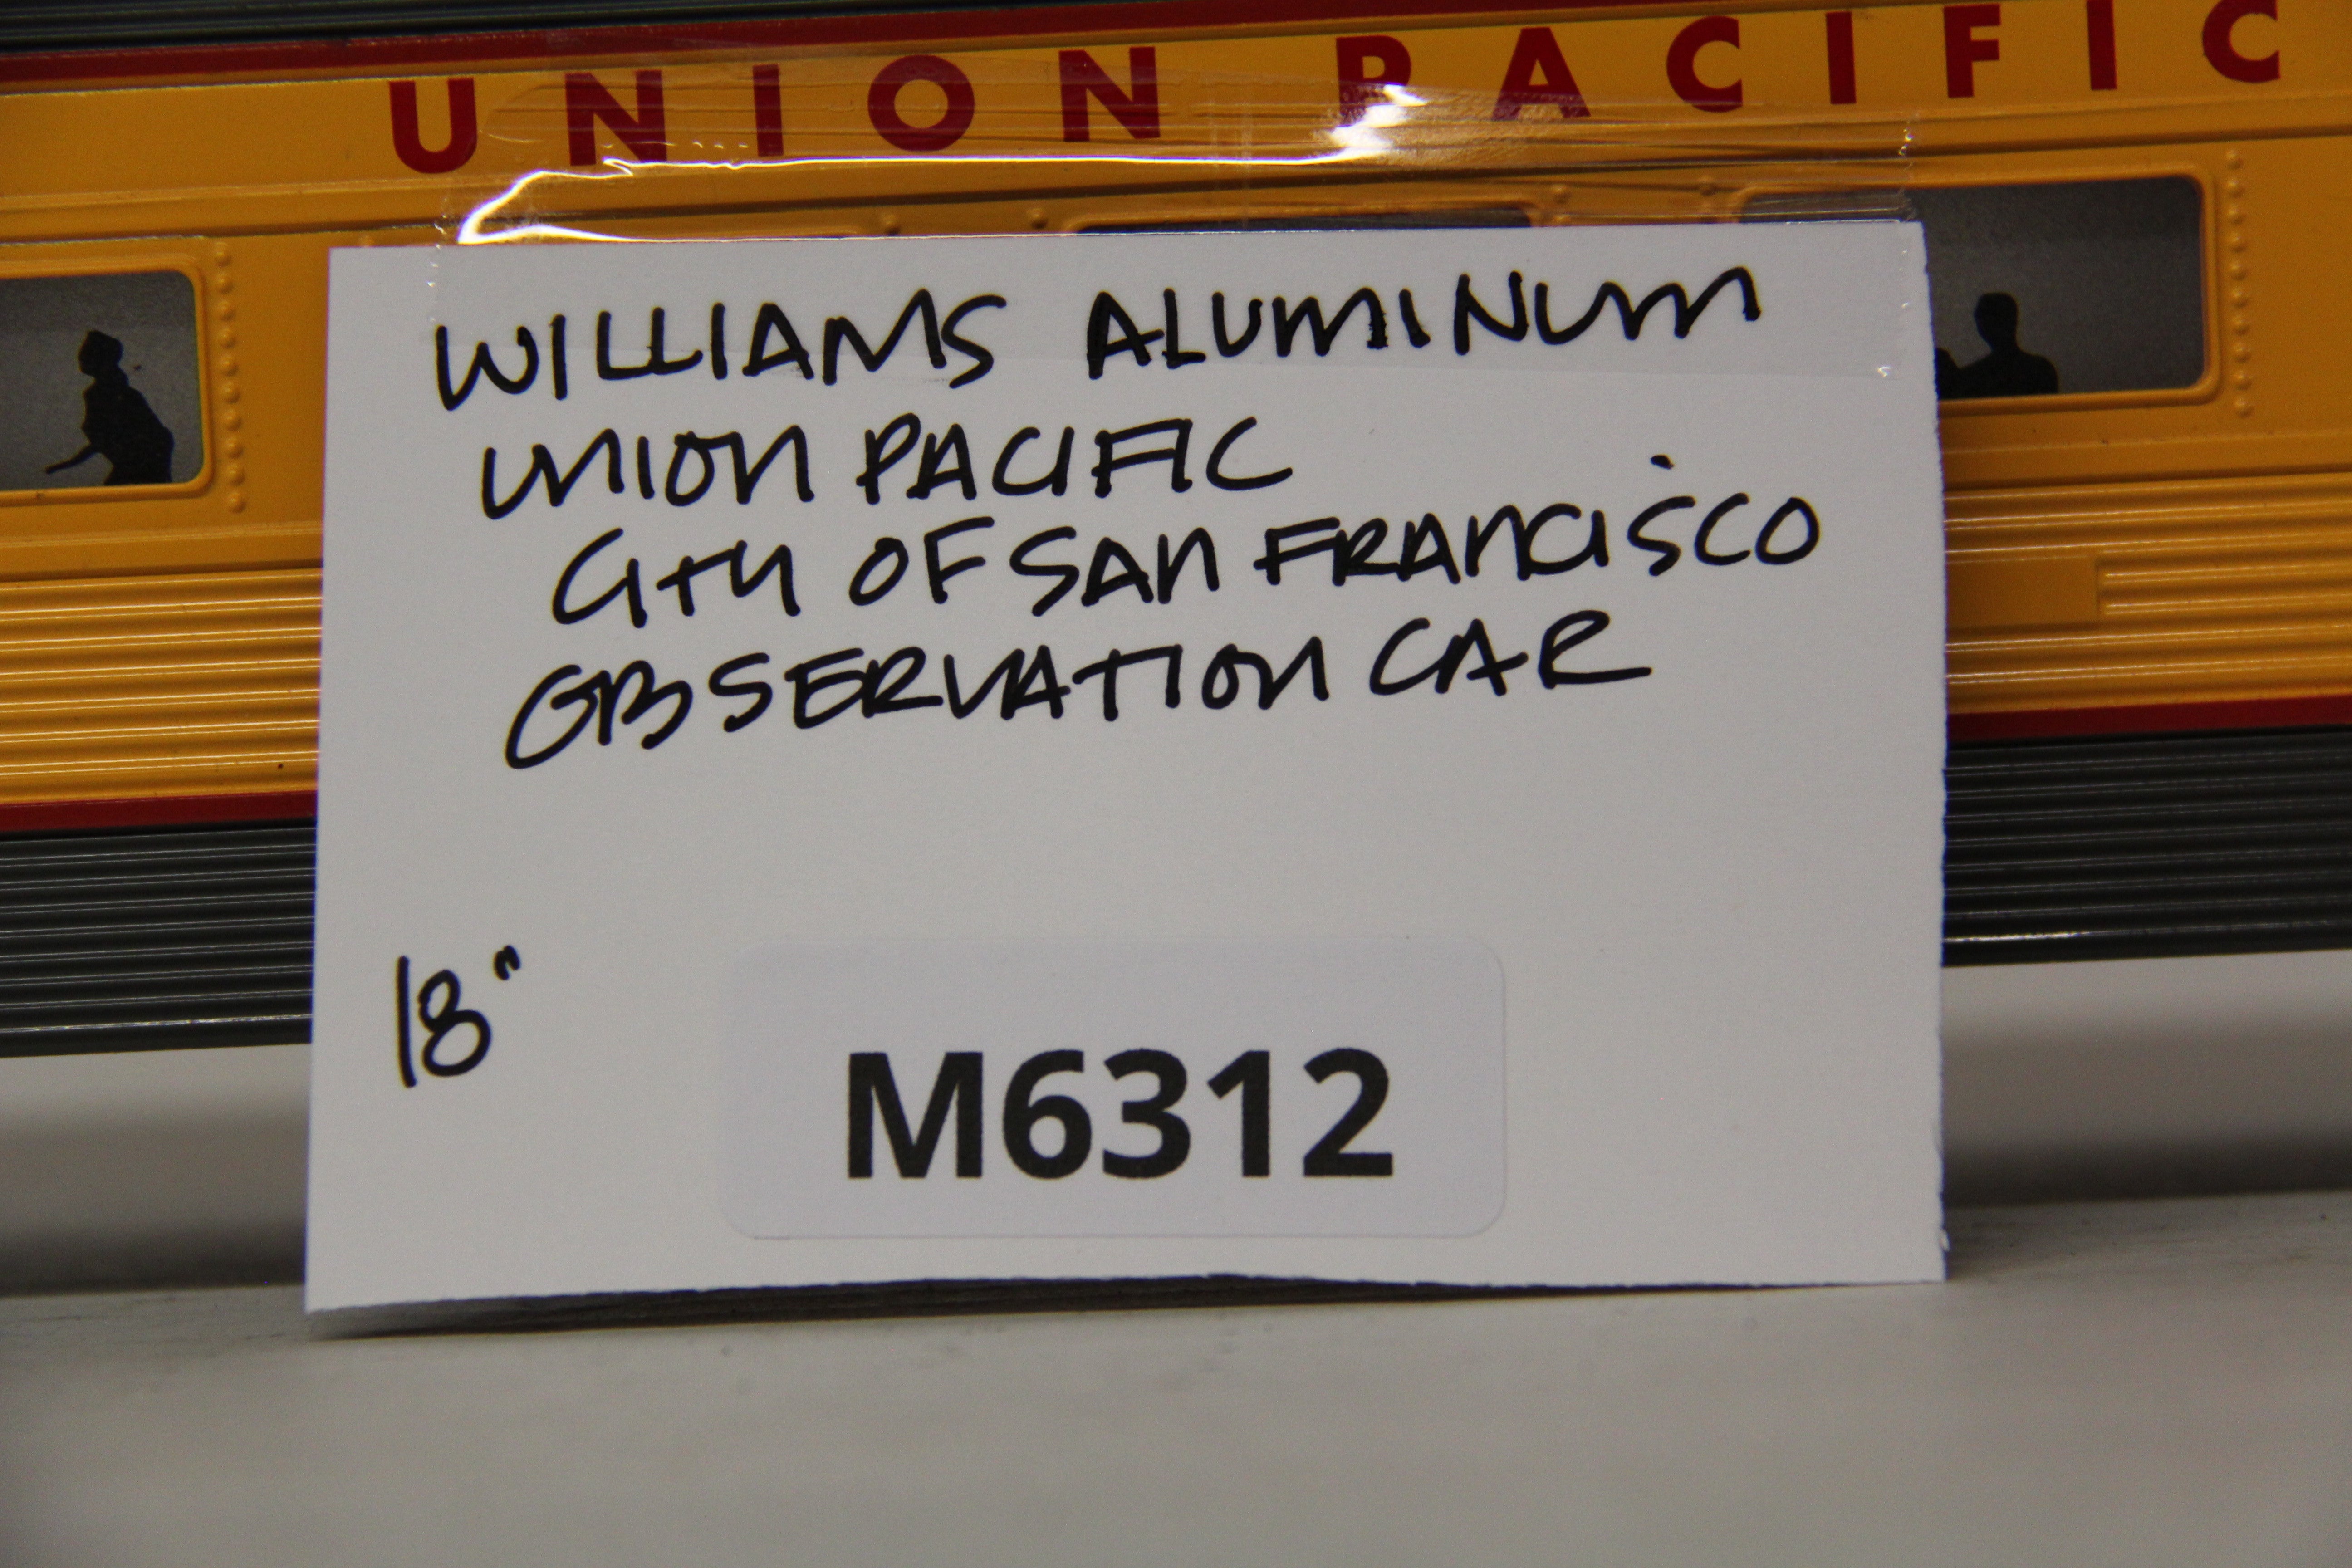 UNION PACIFIC
WILLIAMS ALUMINUM
UNION PACIFIC
CITY OF SAN FRANCISCO
OBSERVATION CAR
18"
M6312